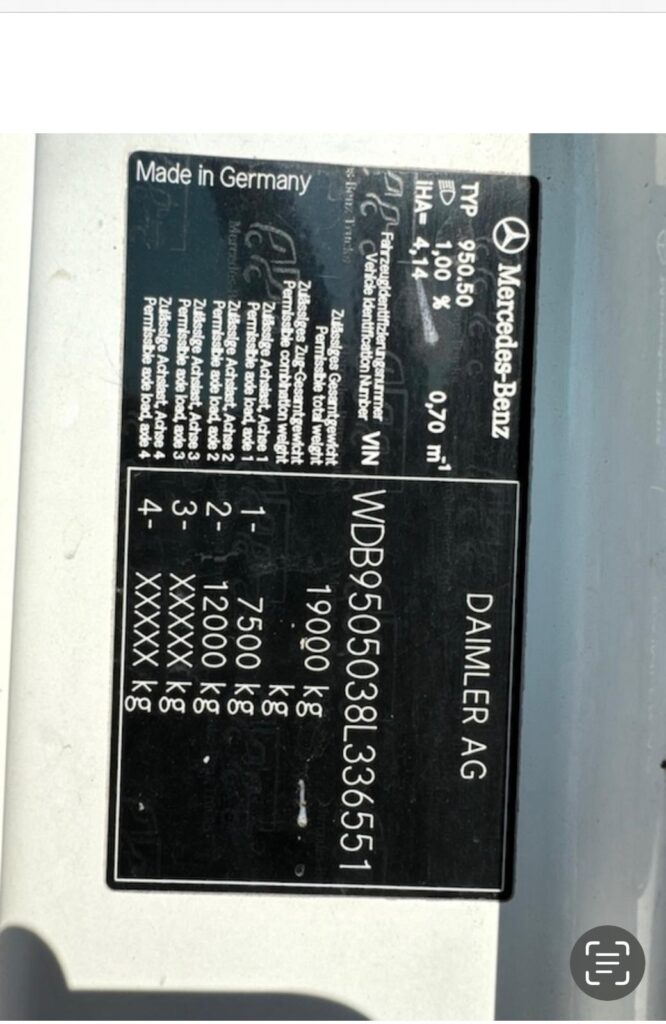 Mercedes-Benz
DAIMLER AG
TYP 950.50
1,00 % 0,70 m⁻¹
IHA= 4,14
Fahrzeugidentifizierungsnummer
Vehicle Identification Number VIN WDB9505038L336551
Zulässiges Gesamtgewicht
Permissible total weight 19000 kg
Zulässiges Zug-Gesamtgewicht
Permissible combination weight kg
Zulässige Achslast, Achse 1
Permissible axle load, axle 1 1- 7500 kg
Zulässige Achslast, Achse 2
Permissible axle load, axle 2 2- 12000 kg
Zulässige Achslast, Achse 3
Permissible axle load, axle 3 3- XXXXX kg
Zulässige Achslast, Achse 4
Permissible axle load, axle 4 4- XXXXX kg
Made in Germany